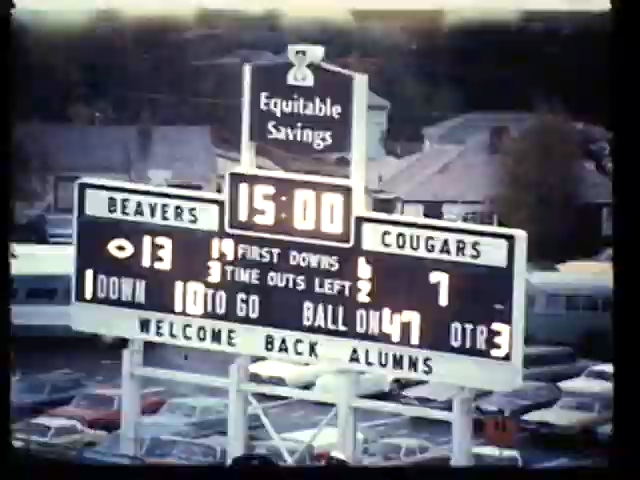 Equitable
Savings
15:00
BEAVERS
COUGARS
13 19 FIRST DOWNS 6 7
3 TIME OUTS LEFT 2
1 DOWN 10 TO GO BALL ON 47 QTR 3
WELCOME BACK ALUMNS